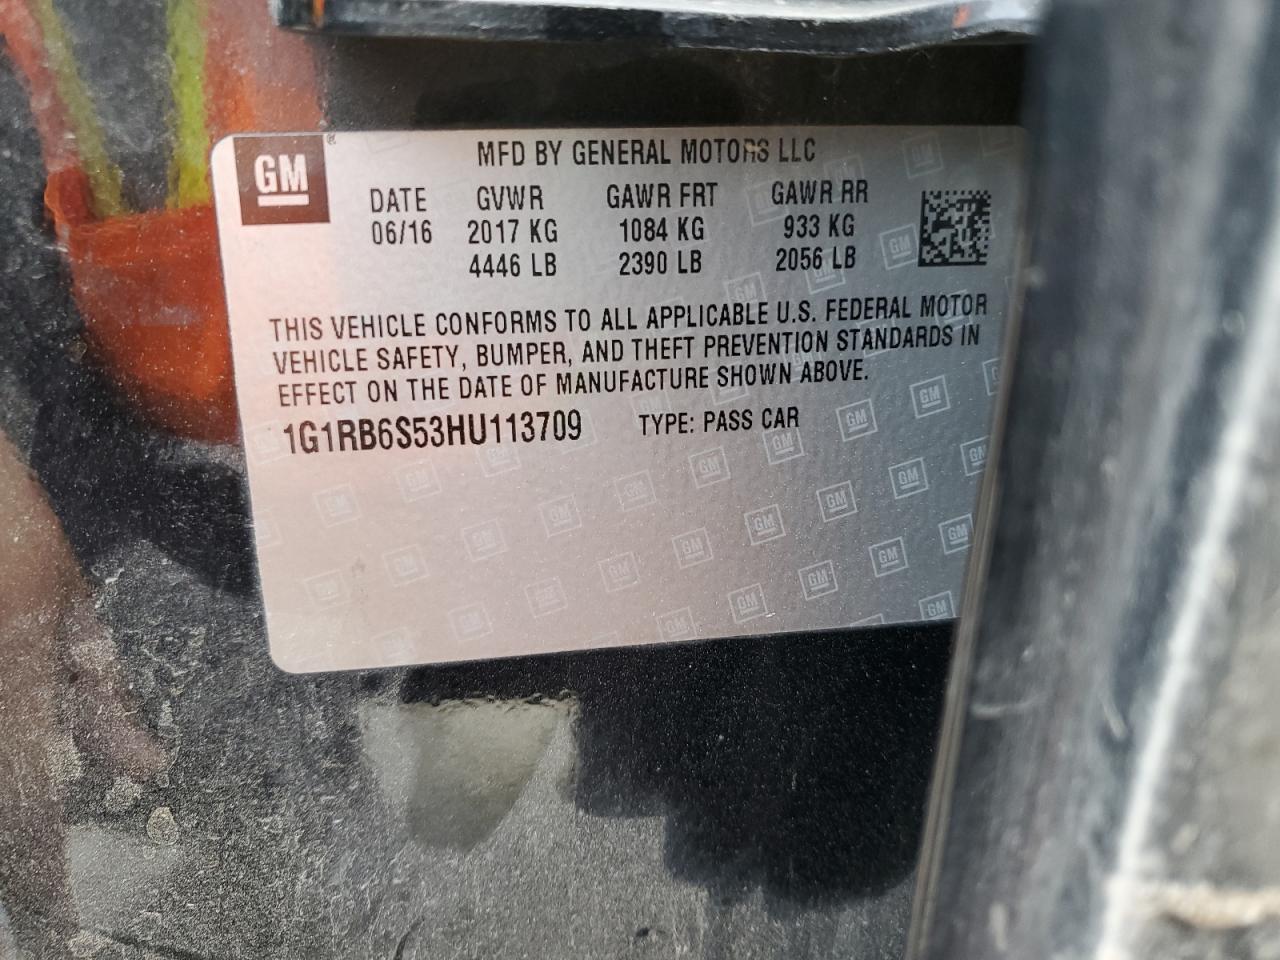 GM
MFD BY GENERAL MOTORS LLC
DATE GVWR GAWR FRT GAWR RR
06/16 2017 KG 1084 KG 933 KG
4446 LB 2390 LB 2056 LB
THIS VEHICLE CONFORMS TO ALL APPLICABLE U.S. FEDERAL MOTOR
VEHICLE SAFETY, BUMPER, AND THEFT PREVENTION STANDARDS IN
EFFECT ON THE DATE OF MANUFACTURE SHOWN ABOVE.
1G1RB6S53HU113709 TYPE: PASS CAR